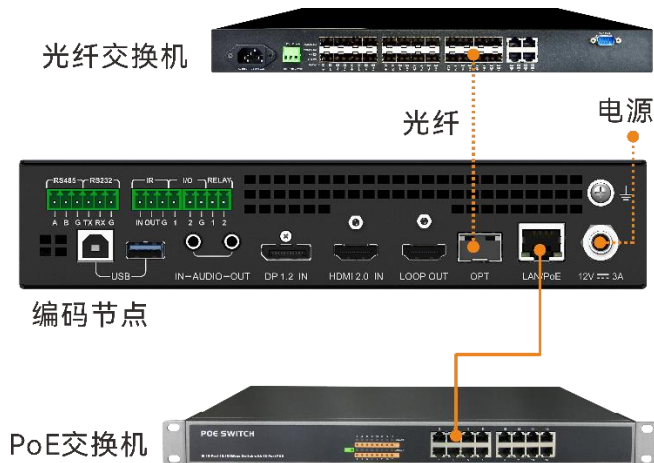 光纤交换机
光纤
电源
RS485 RS232 IR I/O RELAY
A B G TX RX G IN OUT G 1 2 G 1 2
USB IN-AUDIO-OUT DP 1.2 IN HDMI 2.0 IN LOOP OUT OPT LAN/PoE 12V⎓3A
编码节点
POE SWITCH
PoE交换机